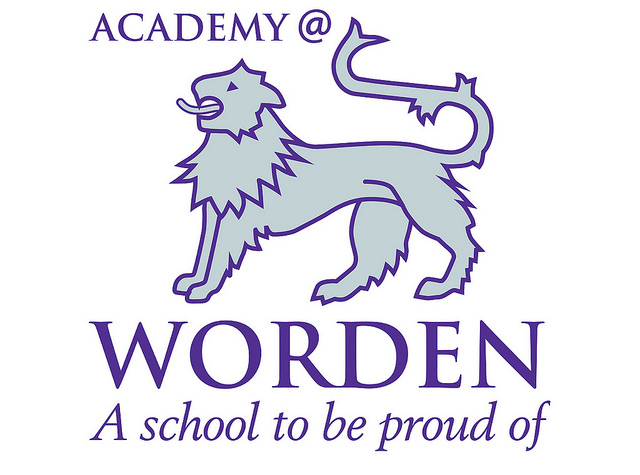 ACADEMY @
WORDEN
A school to be proud of